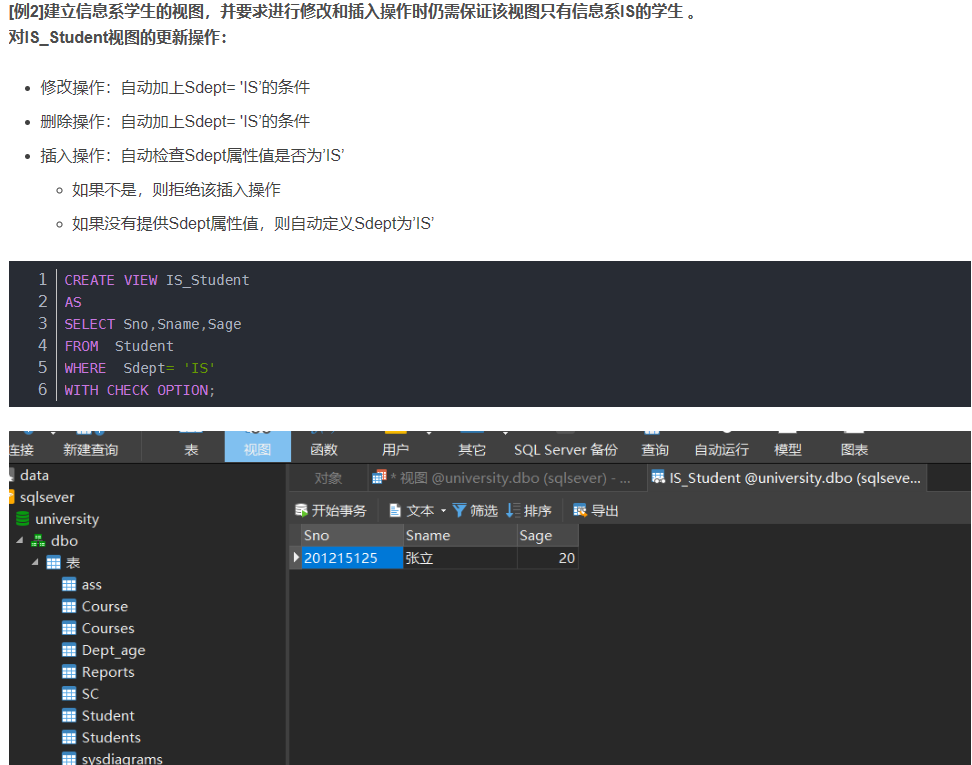 [例2]建立信息系学生的视图，并要求进行修改和插入操作时仍需保证该视图只有信息系IS的学生 。
对IS_Student视图的更新操作：
修改操作：自动加上Sdept= 'IS'的条件
删除操作：自动加上Sdept= 'IS'的条件
插入操作：自动检查Sdept属性值是否为'IS'
如果不是，则拒绝该插入操作
如果没有提供Sdept属性值，则自动定义Sdept为'IS'
1 CREATE VIEW IS_Student
2 AS
3 SELECT Sno,Sname,Sage
4 FROM  Student
5 WHERE  Sdept= 'IS'
6 WITH CHECK OPTION;
连接 新建查询 表 视图 函数 用户 其它 SQL Server 备份 查询 自动运行 模型 图表
data
sqlsever
university
dbo
表
ass
Course
Courses
Dept_age
Reports
SC
Student
Students
sysdiagrams
对象 * 视图 @university.dbo (sqlsever) - ... IS_Student @university.dbo (sqlseve...
开始事务 文本 筛选 排序 导出
Sno Sname Sage
201215125 张立 20